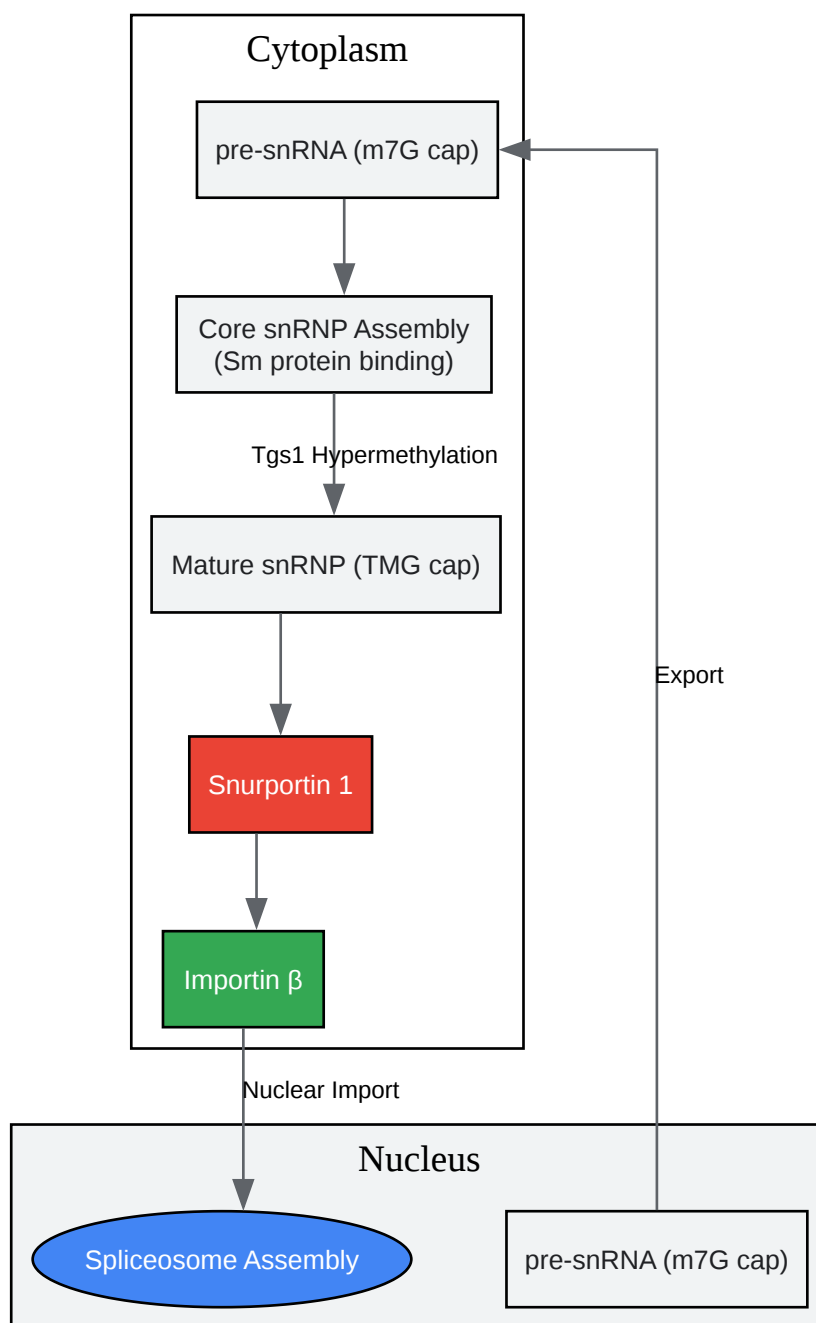 Cytoplasm
pre-snRNA (m7G cap)
Core snRNP Assembly
(Sm protein binding)
Tgs1 Hypermethylation
Mature snRNP (TMG cap)
Export
Snurportin 1
Importin β
Nuclear Import
Nucleus
Spliceosome Assembly
pre-snRNA (m7G cap)